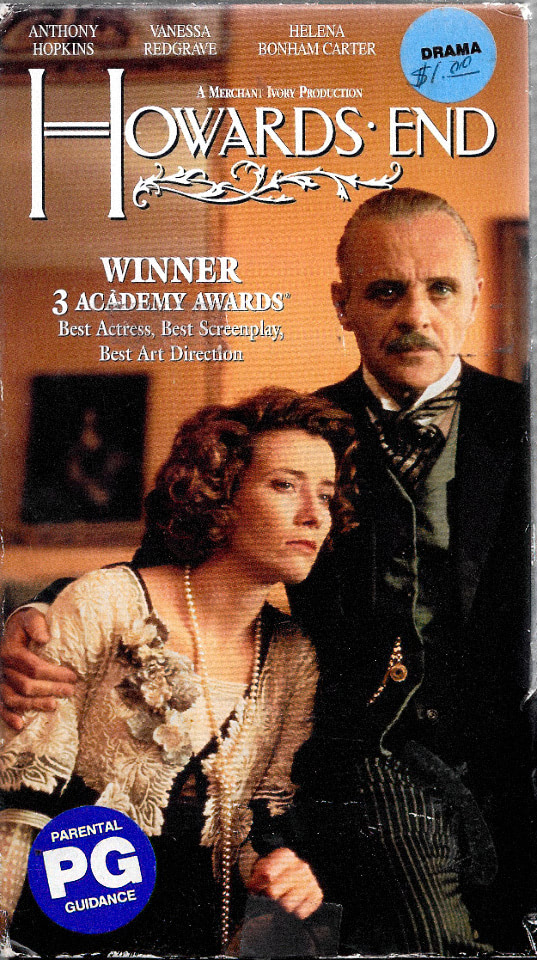 ANTHONY HOPKINS
VANESSA REDGRAVE
HELENA BONHAM CARTER
DRAMA
$1.00
A MERCHANT IVORY PRODUCTION
HOWARDS·END
WINNER
3 ACADEMY AWARDS™
Best Actress, Best Screenplay,
Best Art Direction
PARENTAL
PG
GUIDANCE